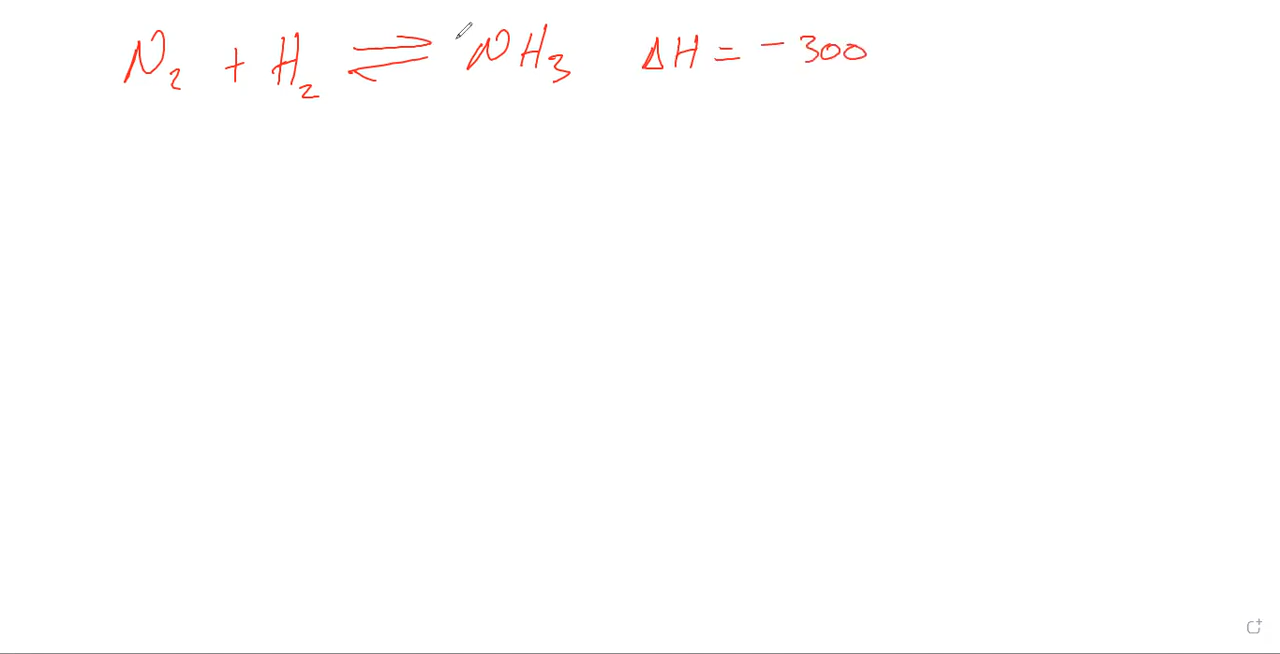 N₂ + H₂ ⇌ NH₃ ΔH = -300